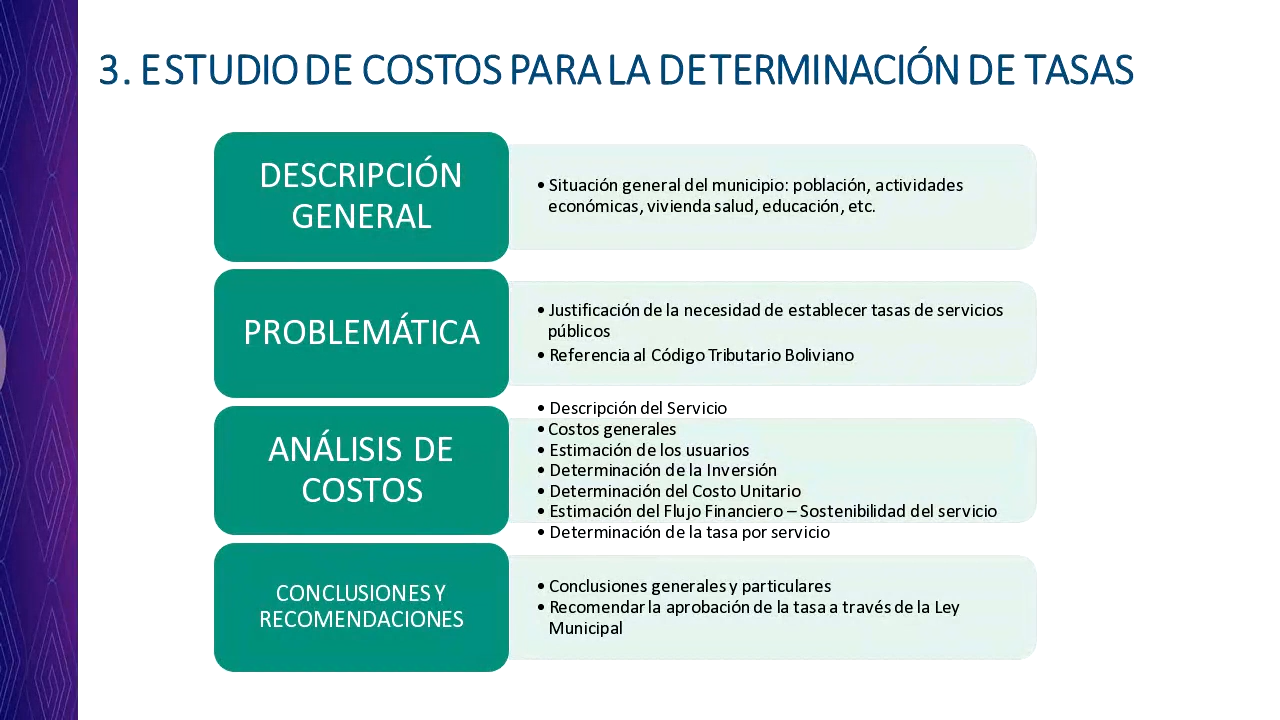 3. ESTUDIO DE COSTOS PARA LA DETERMINACIÓN DE TASAS
DESCRIPCIÓN
GENERAL
• Situación general del municipio: población, actividades
económicas, vivienda salud, educación, etc.
PROBLEMÁTICA
• Justificación de la necesidad de establecer tasas de servicios
públicos
• Referencia al Código Tributario Boliviano
ANÁLISIS DE
COSTOS
• Descripción del Servicio
• Costos generales
• Estimación de los usuarios
• Determinación de la Inversión
• Determinación del Costo Unitario
• Estimación del Flujo Financiero – Sostenibilidad del servicio
• Determinación de la tasa por servicio
CONCLUSIONES Y
RECOMENDACIONES
• Conclusiones generales y particulares
• Recomendar la aprobación de la tasa a través de la Ley
Municipal